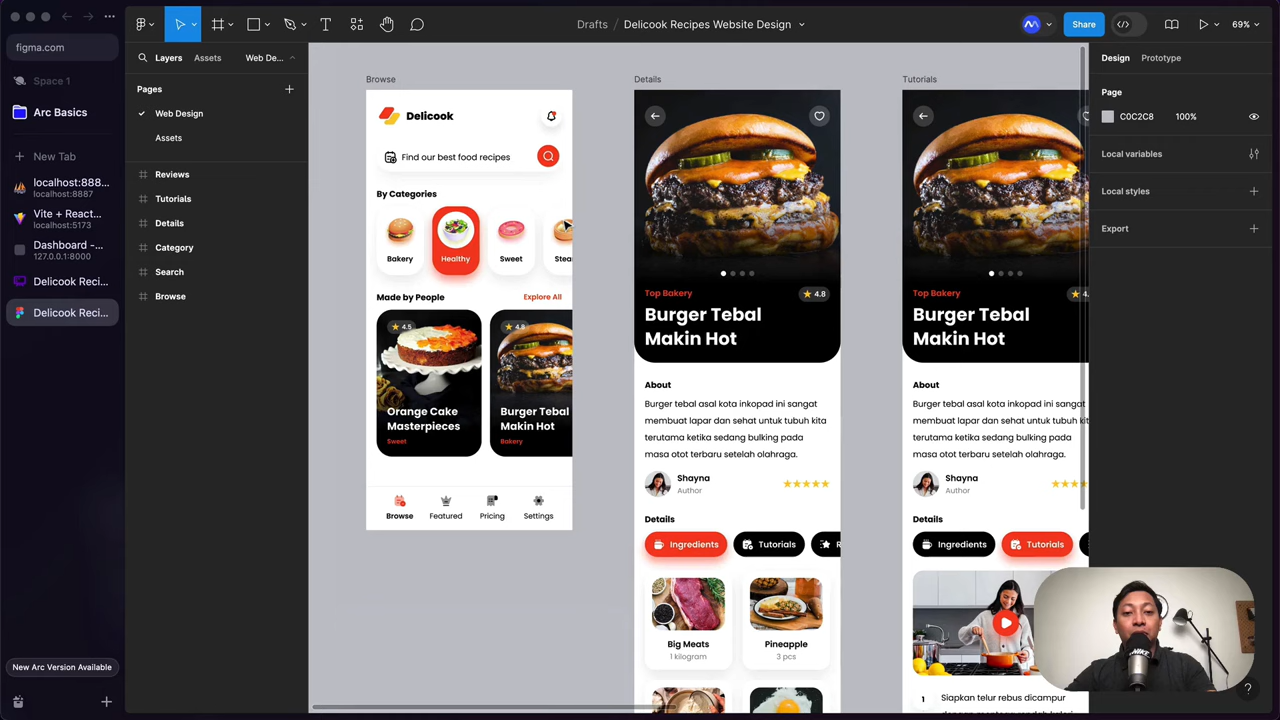 Drafts / Delicook Recipes Website Design
Share
69%
figma.com
Space 1
Arc Basics
New Tab
localhost:888...
localhost:8887
Vite + React...
localhost:5173
Dashboard -...
127.0.0.1:8000
Delicook Reci...
Delicook Reci...
New Arc Version Available
Layers
Assets
Web De...
Pages
Web Design
Assets
Reviews
Tutorials
Details
Category
Search
Browse
Browse
Delicook
Find our best food recipes
By Categories
Bakery
Healthy
Sweet
Stea
Made by People
Explore All
4.5
Orange Cake
Masterpieces
Sweet
4.8
Burger Tebal
Makin Hot
Bakery
Browse
Featured
Pricing
Settings
Details
Top Bakery
4.8
Burger Tebal
Makin Hot
About
Burger tebal asal kota inkopad ini sangat
membuat lapar dan sehat untuk tubuh kita
terutama ketika sedang bulking pada
masa otot terbaru setelah olahraga.
Shayna
Author
Details
Ingredients
Tutorials
R
Big Meats
1 kilogram
Pineapple
3 pcs
Tutorials
Top Bakery
4.
Burger Tebal
Makin Hot
About
Burger tebal asal kota inkopad ini sangat
membuat lapar dan sehat untuk tubuh kita
terutama ketika sedang bulking pada
masa otot terbaru setelah olahraga.
Shayna
Author
Details
Ingredients
Tutorials
1
Siapkan telur rebus dicampur
Design
Prototype
Page
C0C2C8
100%
Local variables
Local styles
Export
?